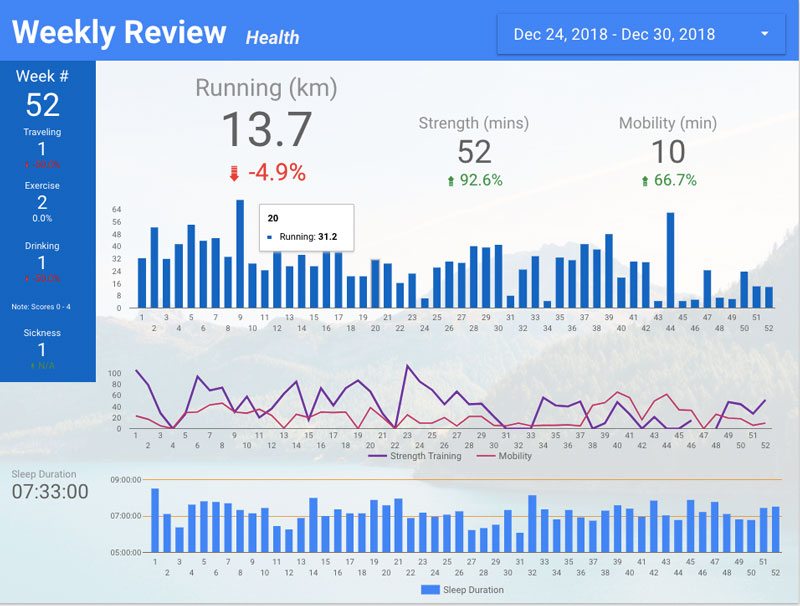 Weekly Review Health
Dec 24, 2018 - Dec 30, 2018
Week #
52
Traveling
1
Exercise
2
0.0%
Drinking
1
Note: Scores 0 - 4
Sickness
1
N/A
Running (km)
13.7
-4.9%
Strength (mins)
52
92.6%
Mobility (min)
10
66.7%
20
Running: 31.2
64
56
48
40
32
24
16
8
0
1 3 5 7 9 11 13 15 17 19 21 23 25 27 29 31 33 35 37 39 41 43 45 47 49 51
2 4 6 8 10 12 14 16 18 20 22 24 26 28 30 32 34 36 38 40 42 44 46 48 50 52
100
80
60
40
20
0
1 3 5 7 9 11 13 15 17 19 21 23 25 27 29 31 33 35 37 39 41 43 45 47 49 51
2 4 6 8 10 12 14 16 18 20 22 24 26 28 30 32 34 36 38 40 42 44 46 48 50 52
Strength Training Mobility
Sleep Duration
07:33:00
09:00:00
07:00:00
05:00:00
1 3 5 7 9 11 13 15 17 19 21 23 25 27 29 31 33 35 37 39 41 43 45 47 49 51
2 4 6 8 10 12 14 16 18 20 22 24 26 28 30 32 34 36 38 40 42 44 46 48 50 52
Sleep Duration